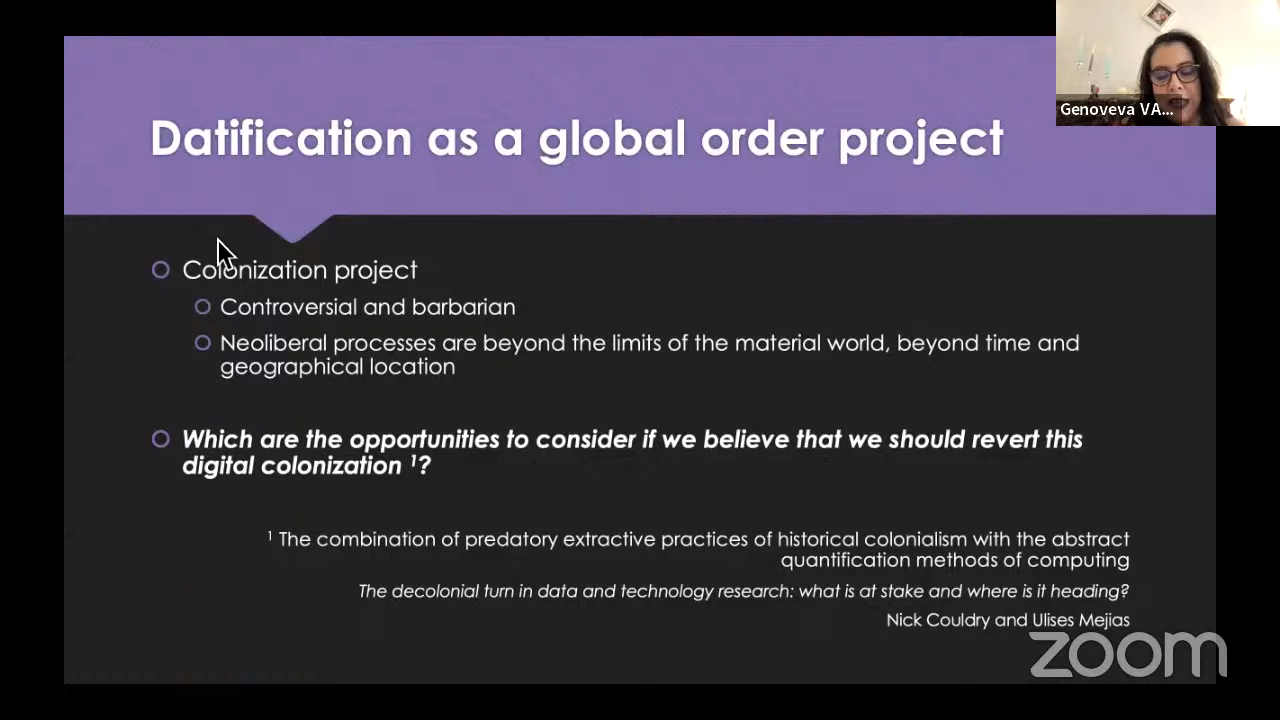 Genoveva VA...
Datification as a global order project
Colonization project
Controversial and barbarian
Neoliberal processes are beyond the limits of the material world, beyond time and
geographical location
Which are the opportunities to consider if we believe that we should revert this
digital colonization ¹?
¹ The combination of predatory extractive practices of historical colonialism with the abstract
quantification methods of computing
The decolonial turn in data and technology research: what is at stake and where is it heading?
Nick Couldry and Ulises Mejias
zoom